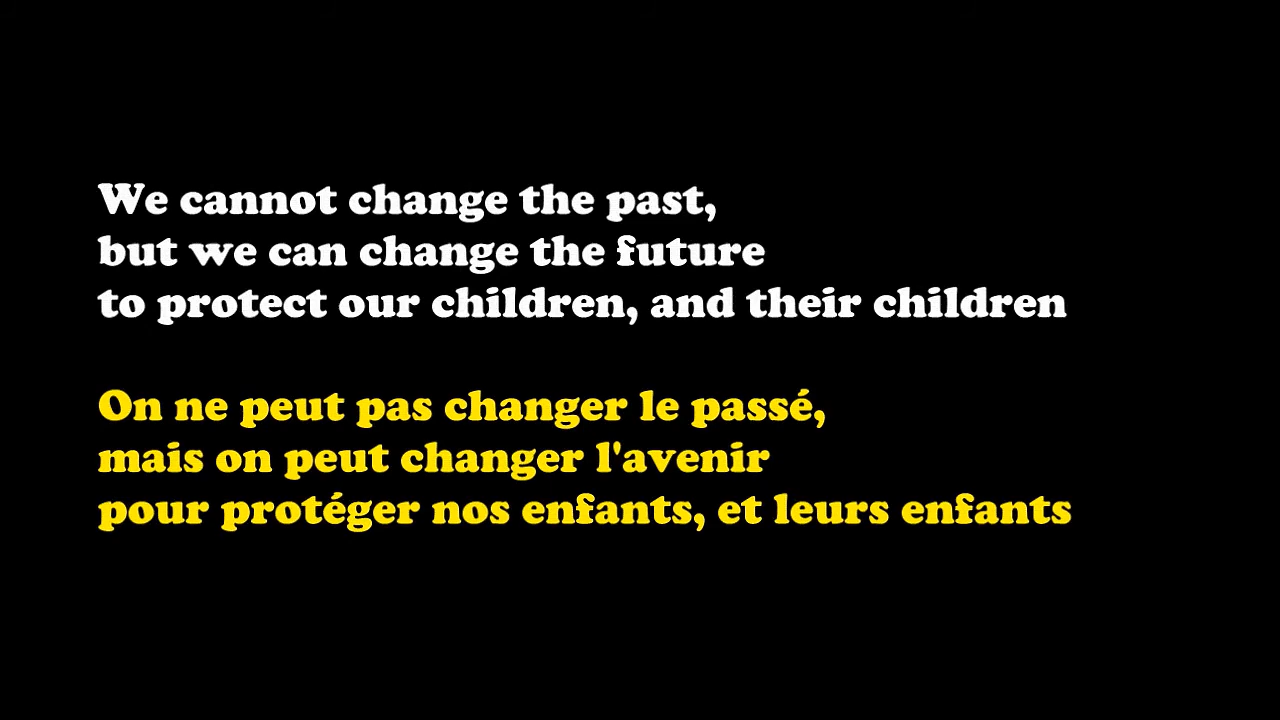 We cannot change the past,
but we can change the future
to protect our children, and their children
On ne peut pas changer le passé,
mais on peut changer l'avenir
pour protéger nos enfants, et leurs enfants